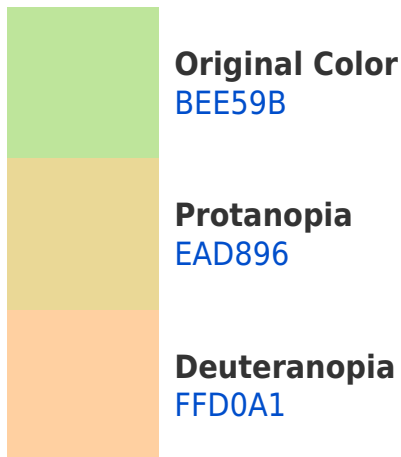 Original Color
BEE59B
Protanopia
EAD896
Deuteranopia
FFD0A1